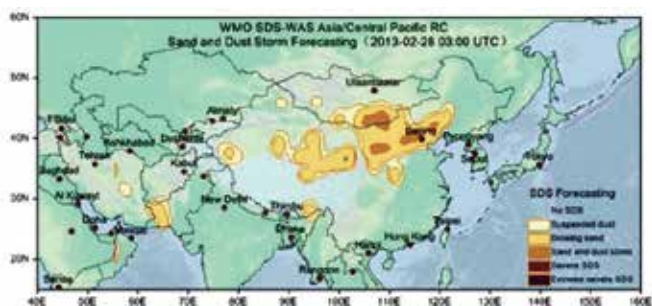 WMO SDS-WAS Asia/Central Pacific RC
Sand and Dust Storm Forecasting (2013-02-28 03:00 UTC)
60N
50N
40N
30N
20N
Ulaanbaatar
Almaty
Beijing
Pyongyang
Seoul
Tokyo
Tehran
Kabul
Baghdad
New Delhi
Thimbu
Doha
Dhaka
Taipei
Hong Kong
Hanoi
Rangoon
SDS Forecasting
No SDS
Suspended dust
Blowing sand
Sand and dust storm
Severe SDS
Extreme severe SDS
40E 50E 60E 70E 80E 90E 100E 110E 120E 130E 140E 150E 160E